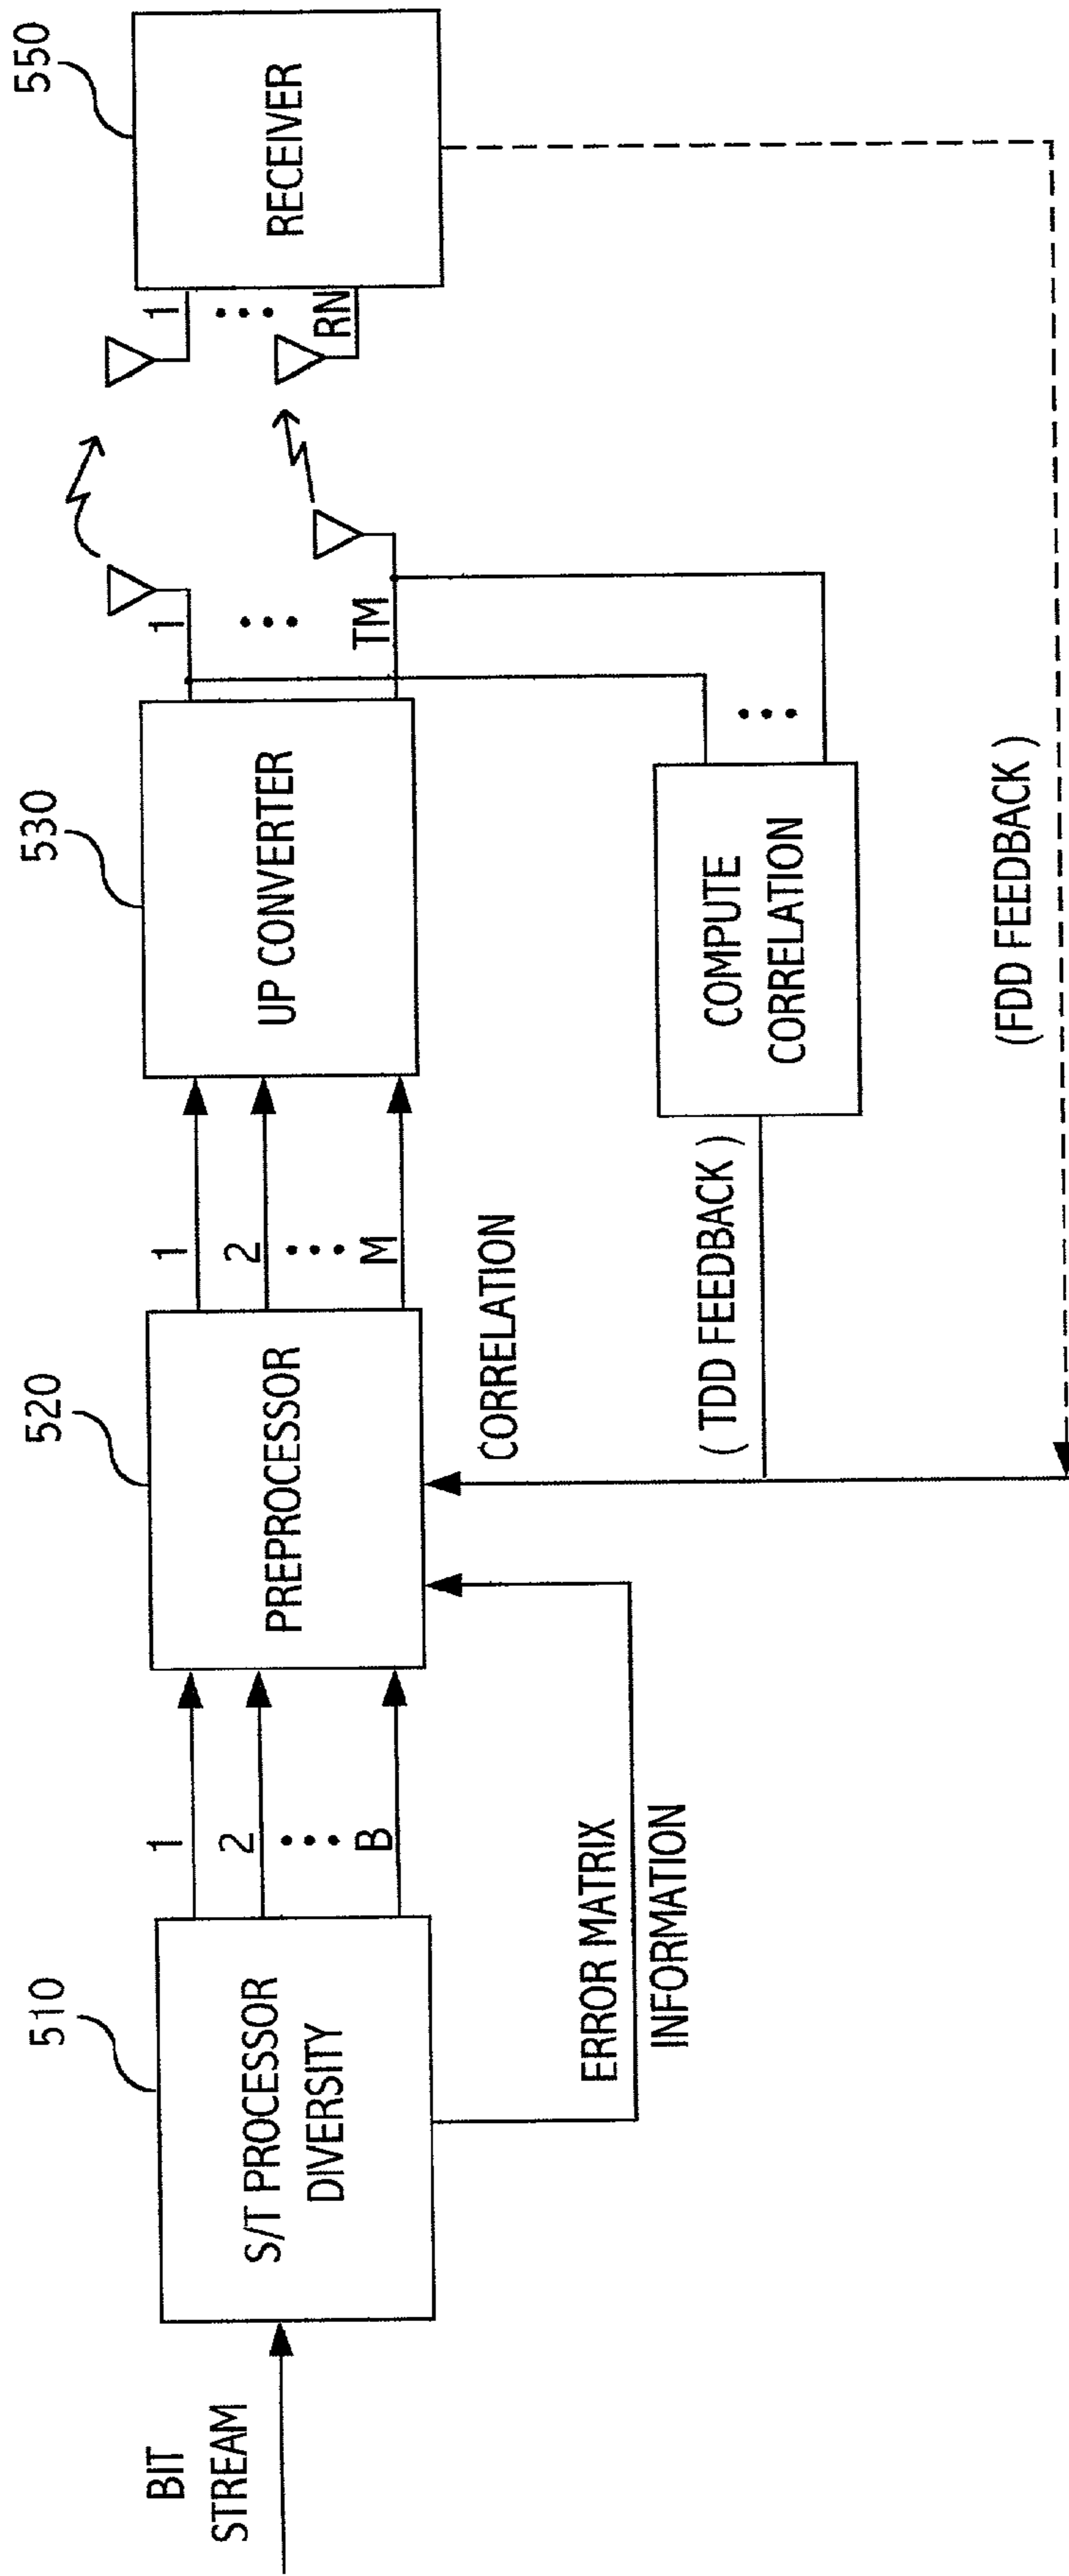 BIT
STREAM
510
S/T PROCESSOR
DIVERSITY
1
2
B
ERROR MATRIX
INFORMATION
520
PREPROCESSOR
1
2
M
CORRELATION
530
UP CONVERTER
1
TM
COMPUTE
CORRELATION
( TDD FEEDBACK )
(FDD FEEDBACK )
1
RN
550
RECEIVER